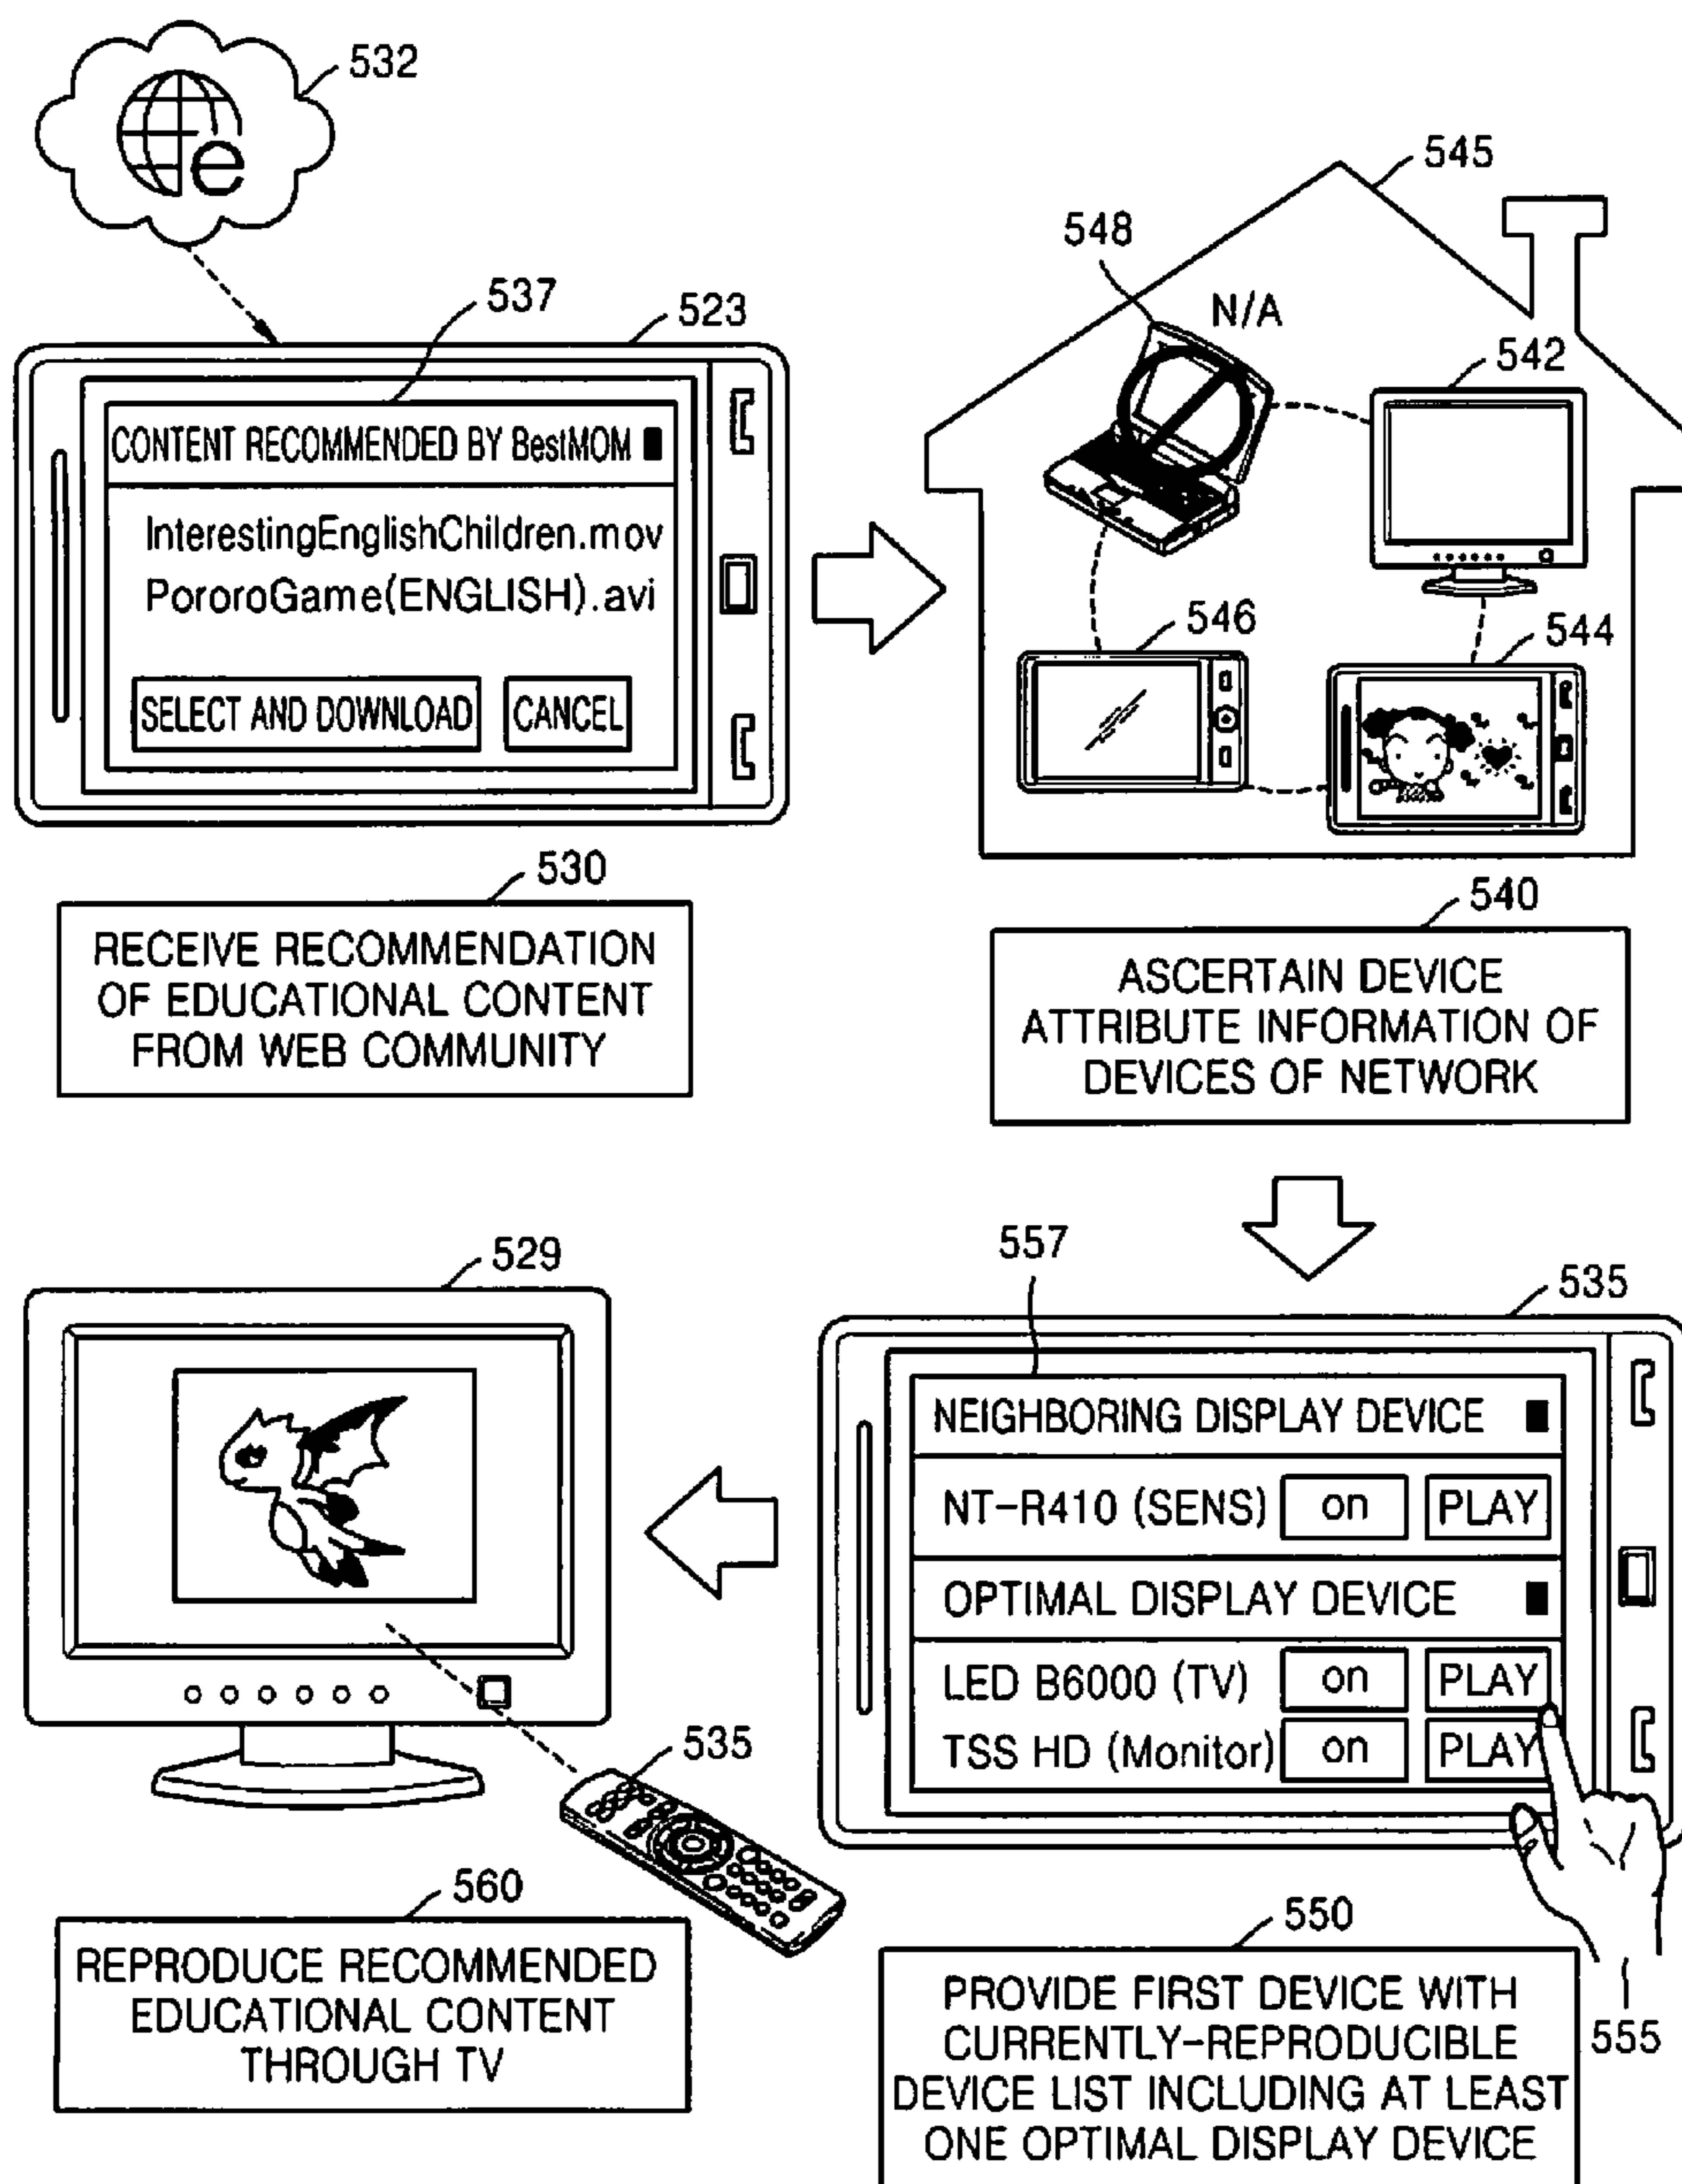 532
537
523
CONTENT RECOMMENDED BY BestMOM
InterestingEnglishChildren.mov
PororoGame(ENGLISH).avi
SELECT AND DOWNLOAD
CANCEL
530
RECEIVE RECOMMENDATION
OF EDUCATIONAL CONTENT
FROM WEB COMMUNITY
545
548
N/A
542
546
544
540
ASCERTAIN DEVICE
ATTRIBUTE INFORMATION OF
DEVICES OF NETWORK
557
535
NEIGHBORING DISPLAY DEVICE
NT-R410 (SENS) on PLAY
OPTIMAL DISPLAY DEVICE
LED B6000 (TV) on PLAY
TSS HD (Monitor) on PLAY
555
550
PROVIDE FIRST DEVICE WITH
CURRENTLY-REPRODUCIBLE
DEVICE LIST INCLUDING AT LEAST
ONE OPTIMAL DISPLAY DEVICE
529
535
560
REPRODUCE RECOMMENDED
EDUCATIONAL CONTENT
THROUGH TV